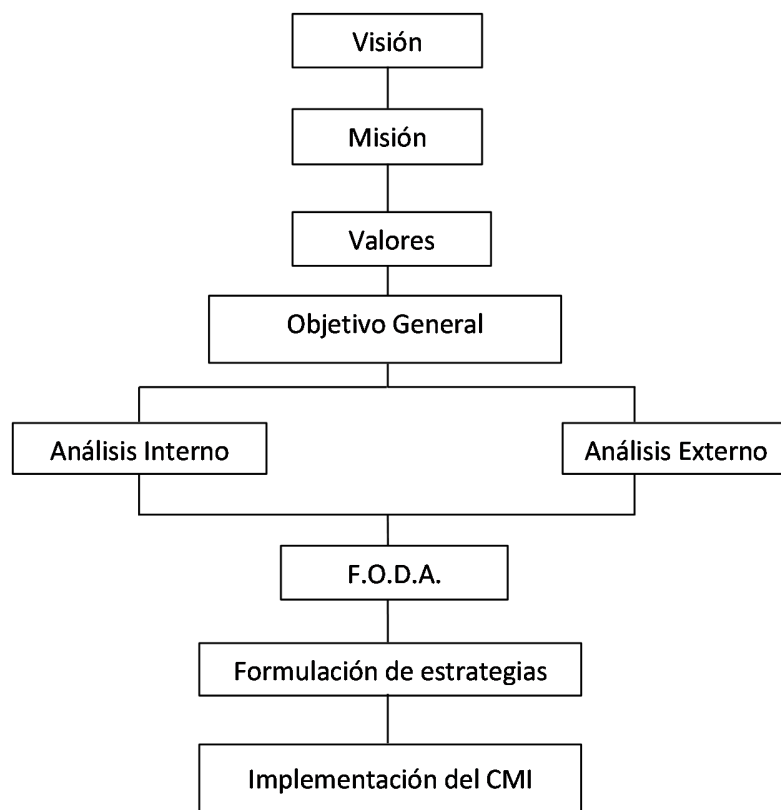 Visión
Misión
Valores
Objetivo General
Análisis Interno
Análisis Externo
F.O.D.A.
Formulación de estrategias
Implementación del CMI